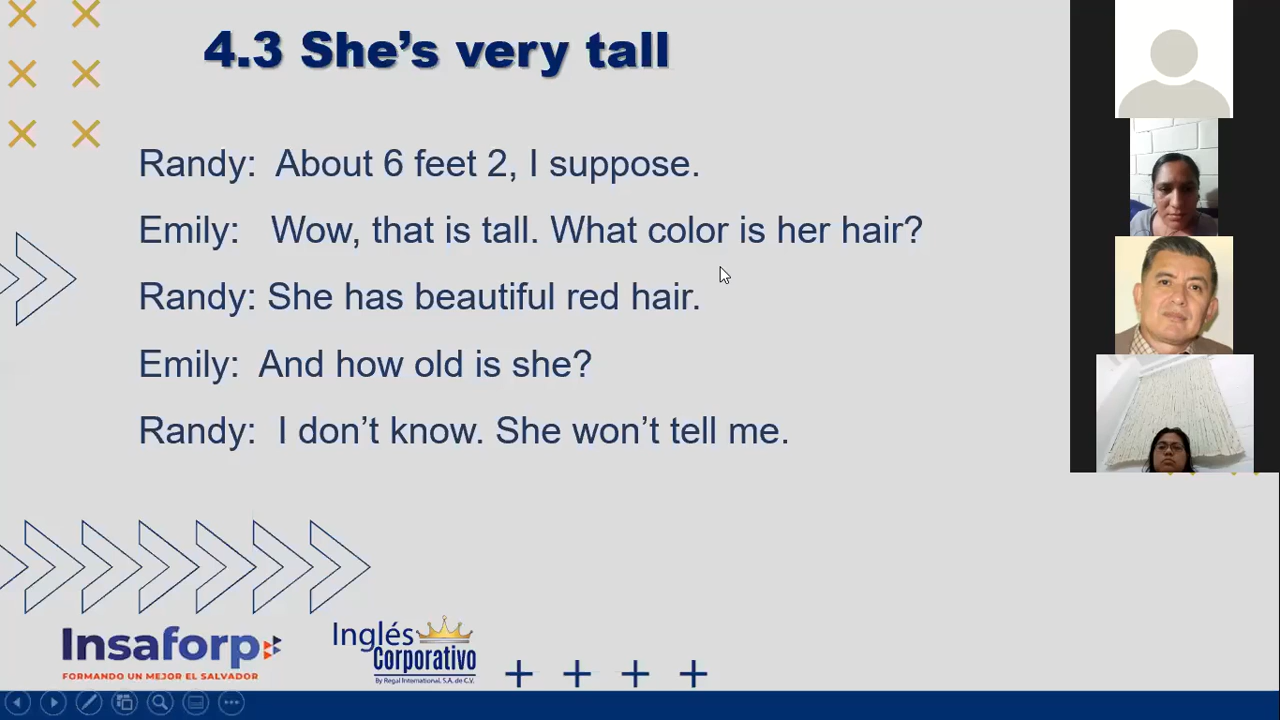 4.3 She's very tall
Randy: About 6 feet 2, I suppose.
Emily: Wow, that is tall. What color is her hair?
Randy: She has beautiful red hair.
Emily: And how old is she?
Randy: I don't know. She won't tell me.
Insaforp
FORMANDO UN MEJOR EL SALVADOR
Inglés
Corporativo
By Regal International, S.A. de C.V.